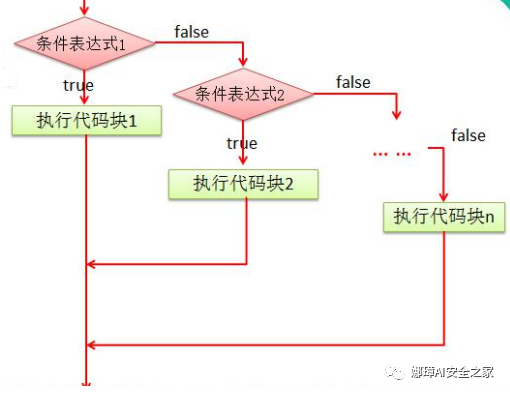 条件表达式1
false
true
条件表达式2
false
执行代码块1
true
... ...
false
执行代码块2
执行代码块n
娜璋AI安全之家